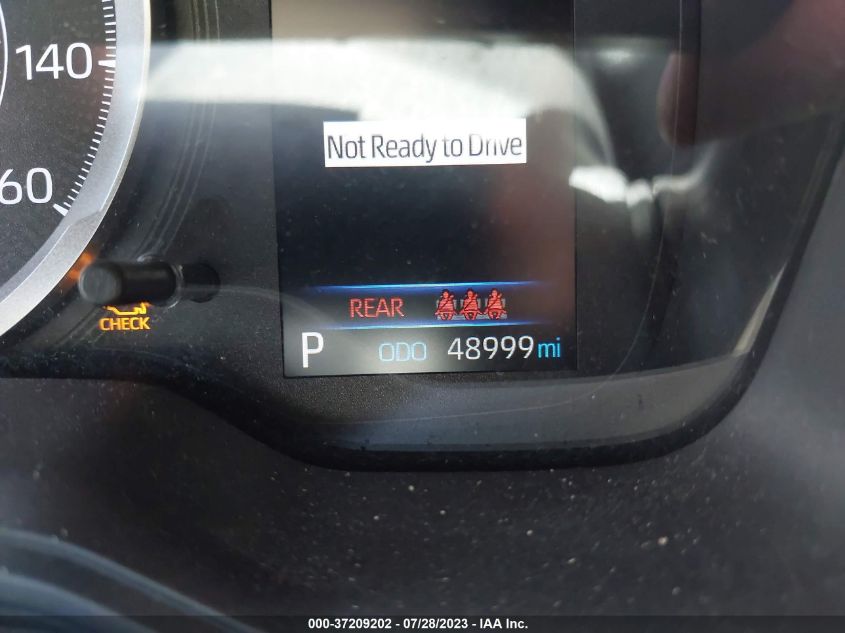 140
60
Not Ready to Drive
REAR
CHECK
P ODO 48999 mi
000-37209202 - 07/28/2023 - IAA Inc.